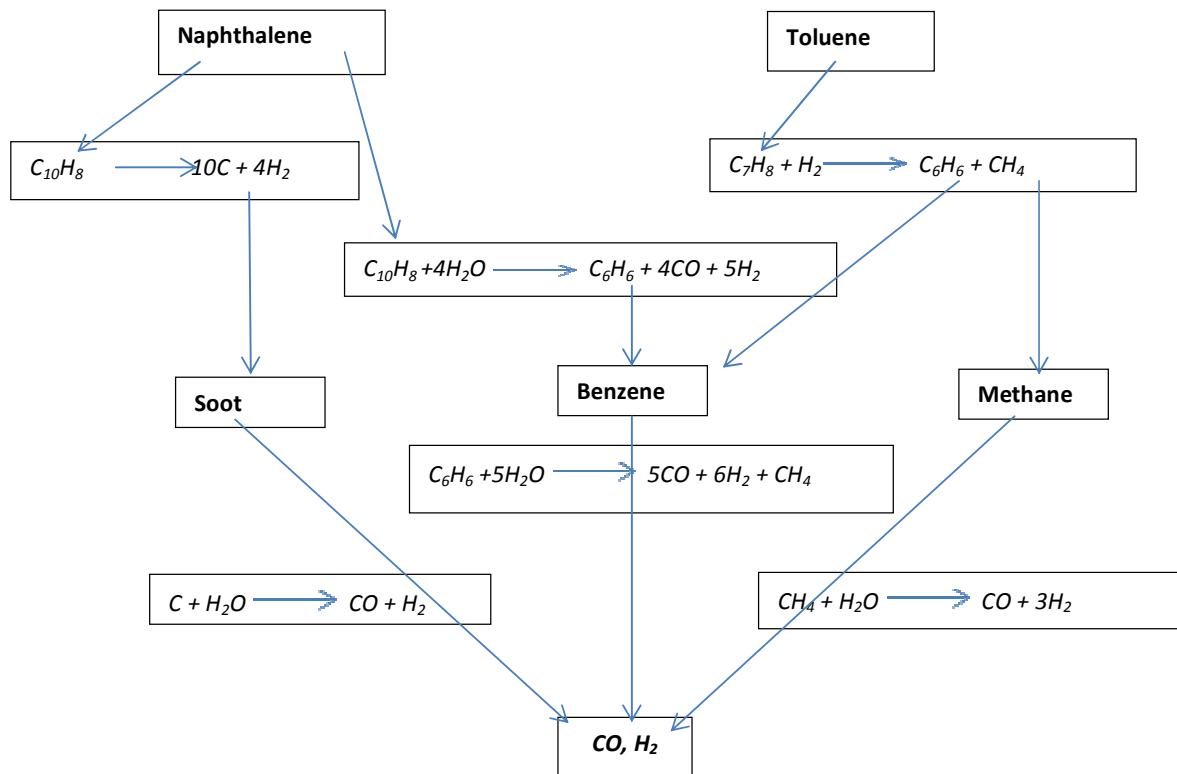 Naphthalene
Toluene
C₁₀H₈ → 10C + 4H₂
C₇H₈ + H₂ → C₆H₆ + CH₄
C₁₀H₈ +4H₂O → C₆H₆ + 4CO + 5H₂
Soot
Benzene
Methane
C₆H₆ +5H₂O → 5CO + 6H₂ + CH₄
C + H₂O → CO + H₂
CH₄ + H₂O → CO + 3H₂
CO, H₂